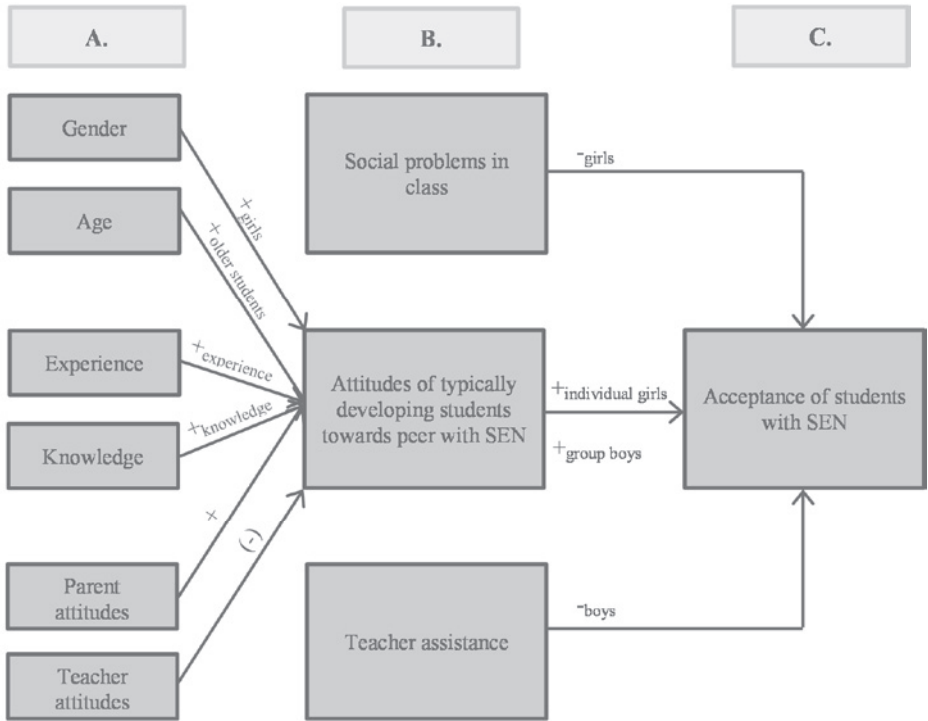 A.
B.
C.
Gender
Age
Experience
Knowledge
Parent
attitudes
Teacher
attitudes
+ girls
+ older students
+experience
+knowledge
+
(-)
Social problems in
class
Attitudes of typically
developing students
towards peer with SEN
Teacher assistance
-girls
+individual girls
+group boys
-boys
Acceptance of students
with SEN